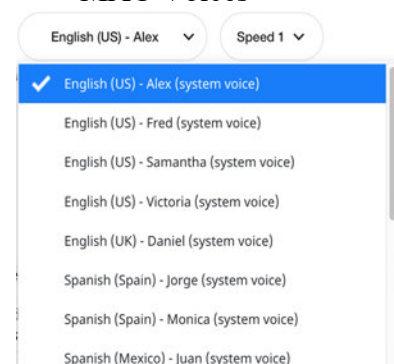 English (US) - Alex Speed 1
English (US) - Alex (system voice)
English (US) - Fred (system voice)
English (US) - Samantha (system voice)
English (US) - Victoria (system voice)
English (UK) - Daniel (system voice)
Spanish (Spain) - Jorge (system voice)
Spanish (Spain) - Monica (system voice)
Spanish (Mexico) - Juan (system voice)